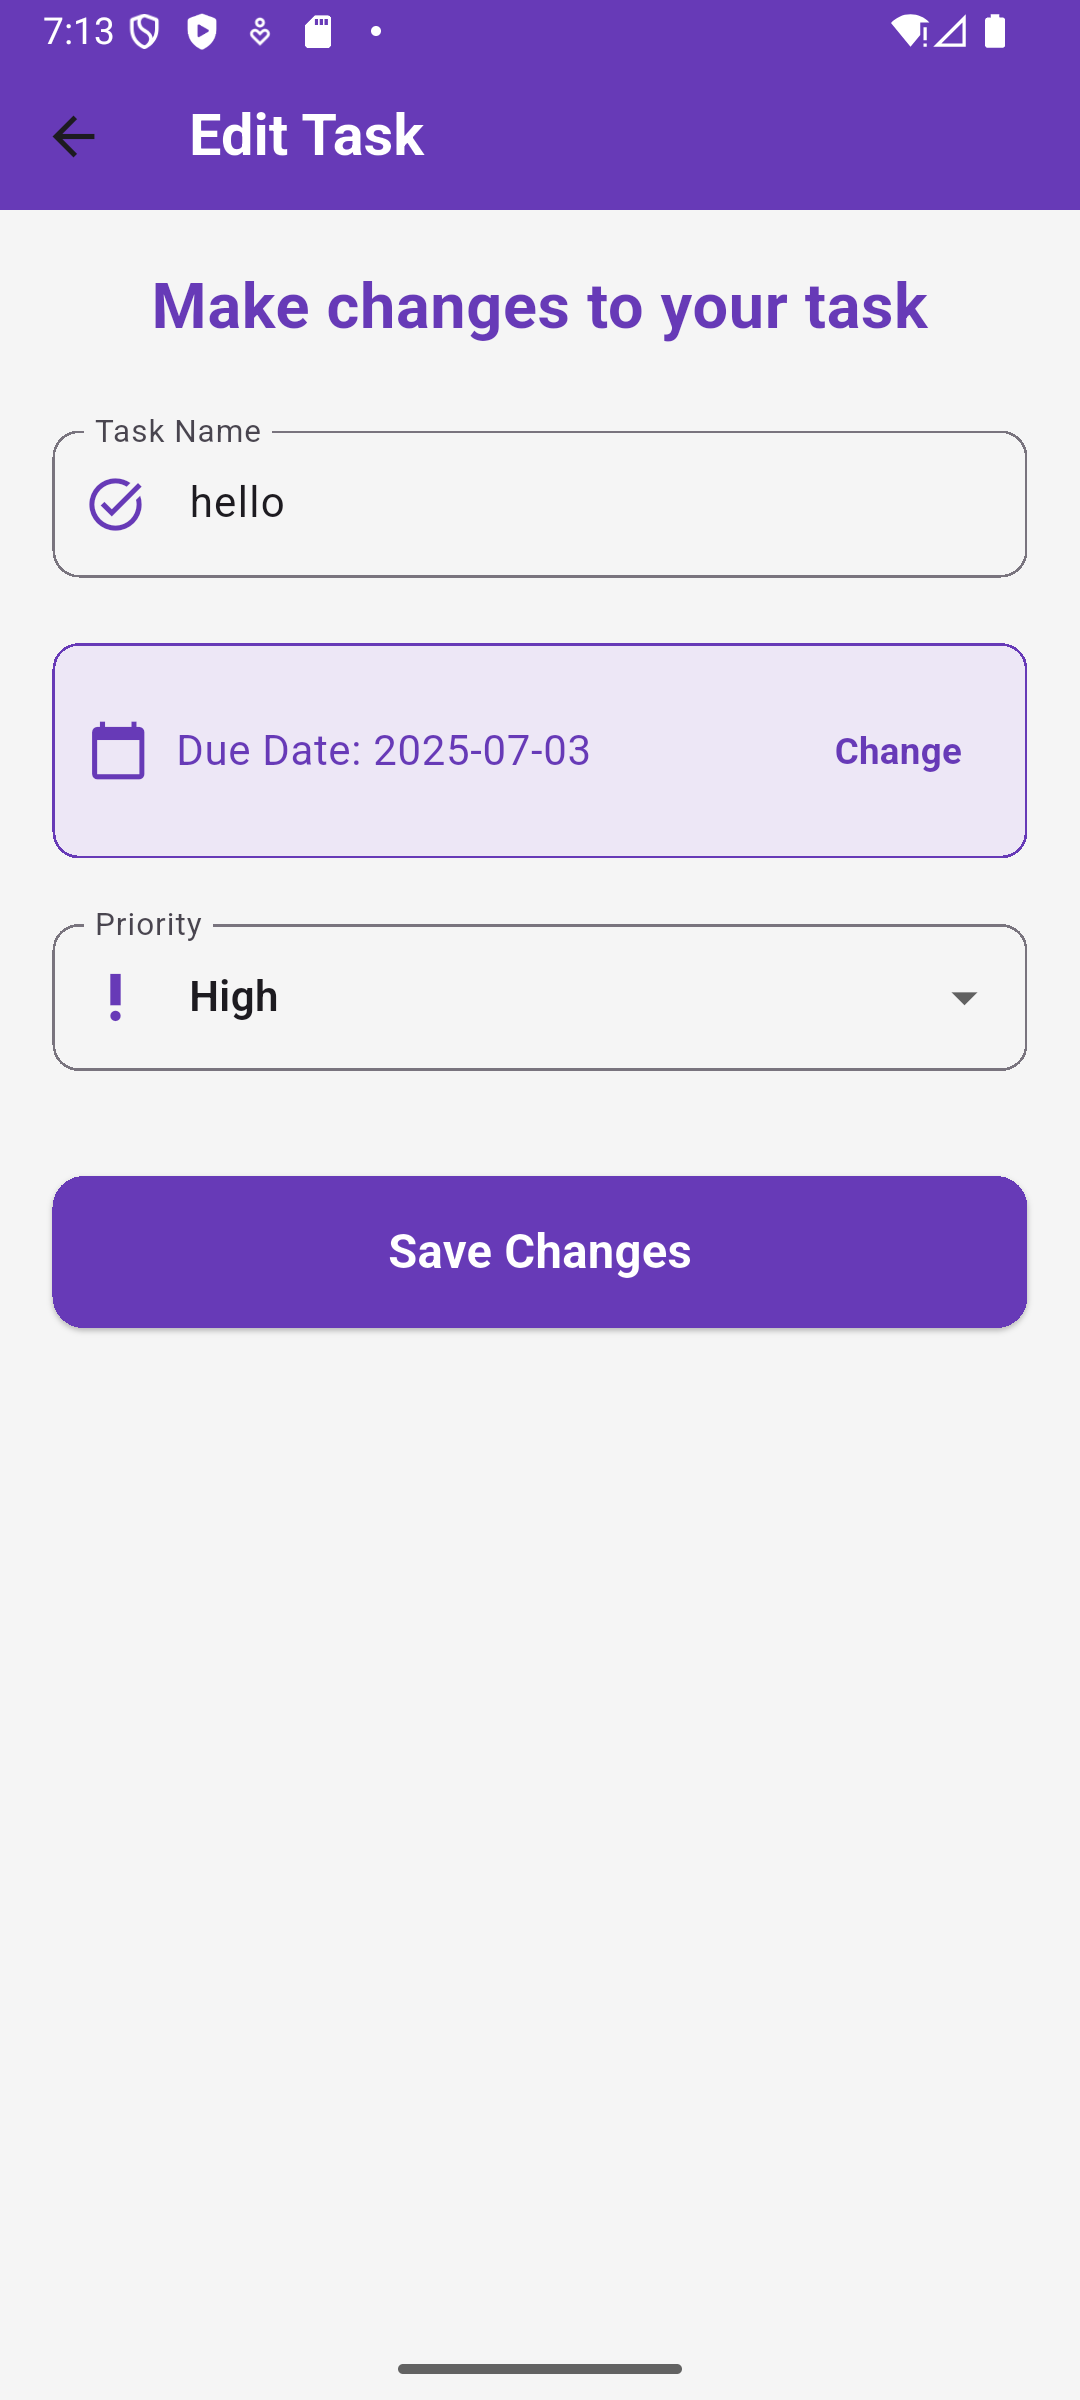 7:13
Edit Task
Make changes to your task
Task Name
hello
Due Date: 2025-07-03 Change
Priority
High
Save Changes